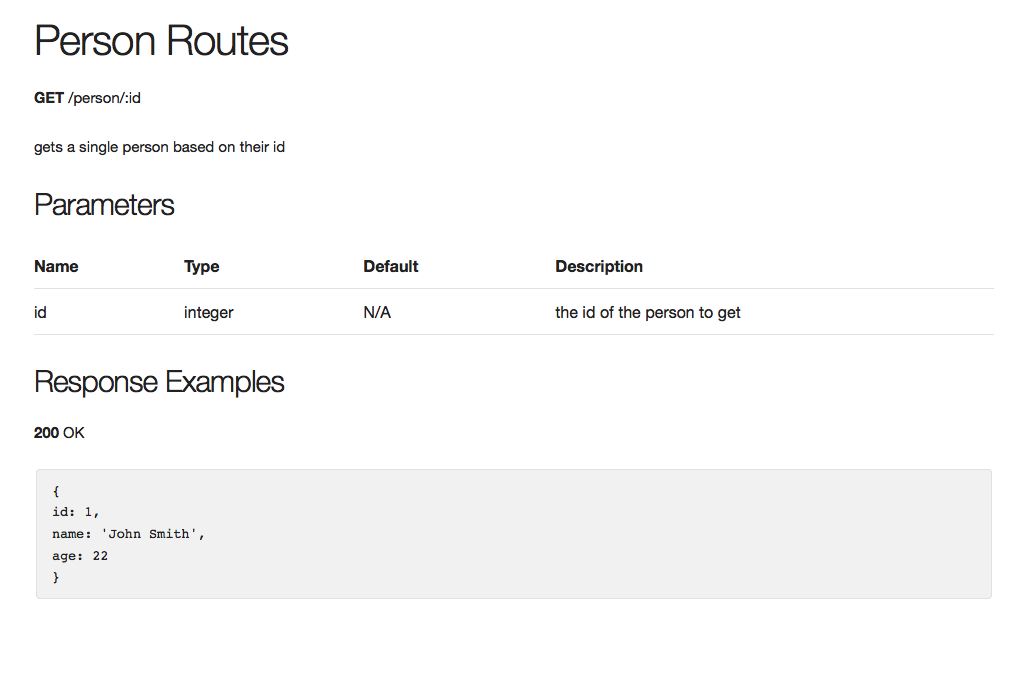 Person Routes
GET /person/:id
gets a single person based on their id
Parameters
Name Type Default Description
id integer N/A the id of the person to get
Response Examples
200 OK
{
id: 1,
name: 'John Smith',
age: 22
}